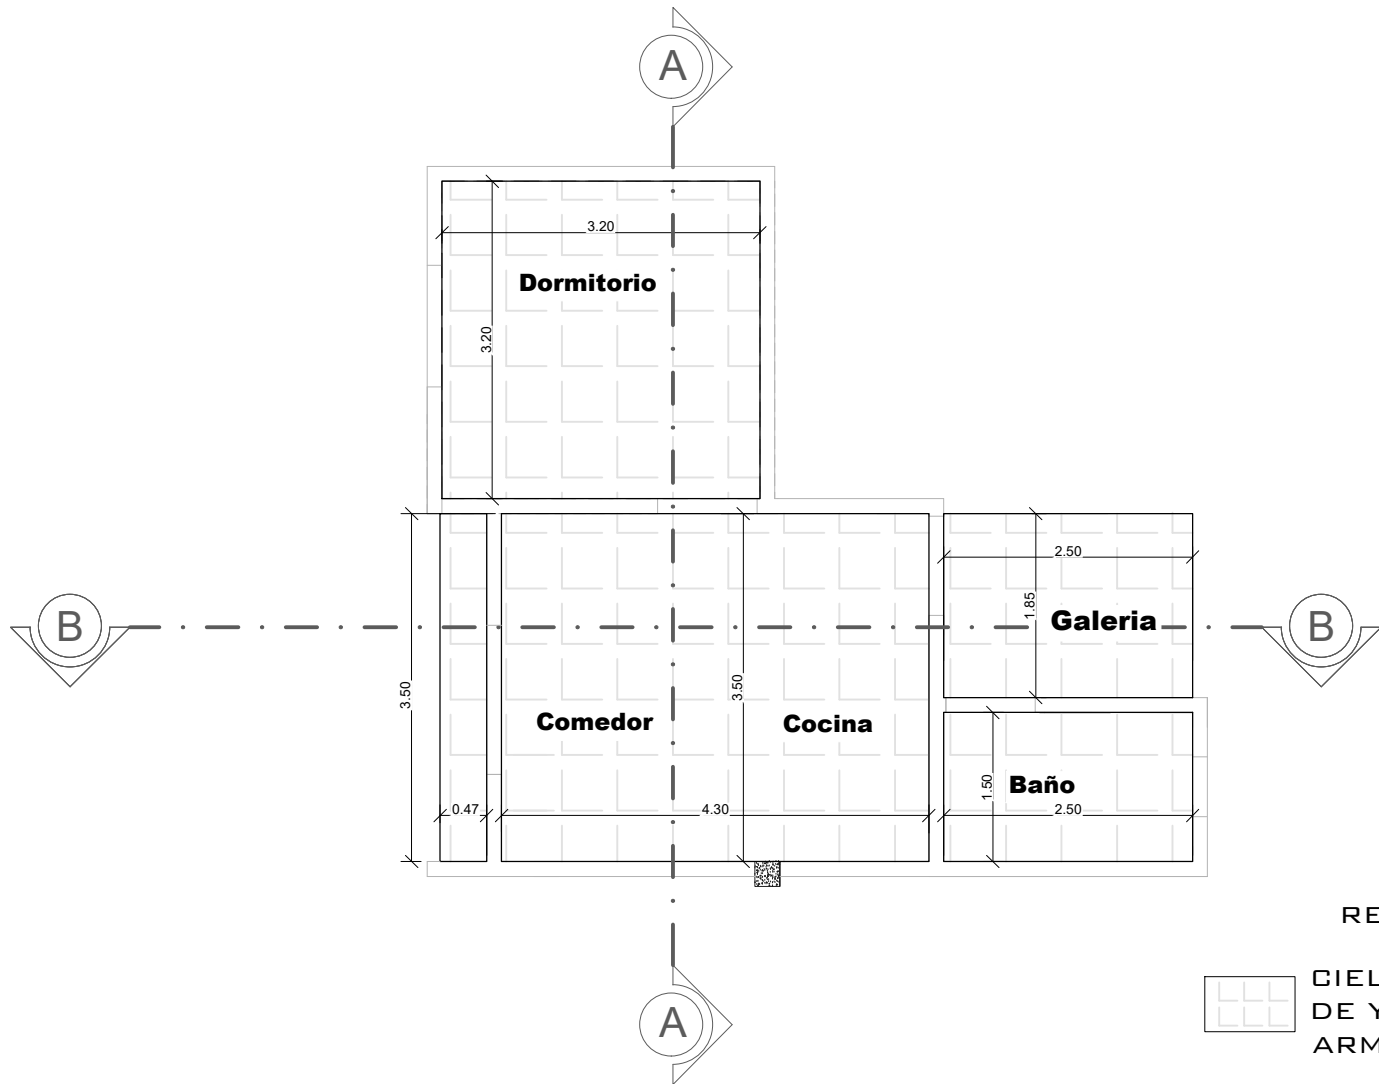 A
3.20
Dormitorio
3.20
2.50
1.85
Galeria
B
B
3.50
3.50
Comedor
Cocina
1.50
Baño
0.47
4.30
2.50
RE
CIEL
DE Y
ARM
A